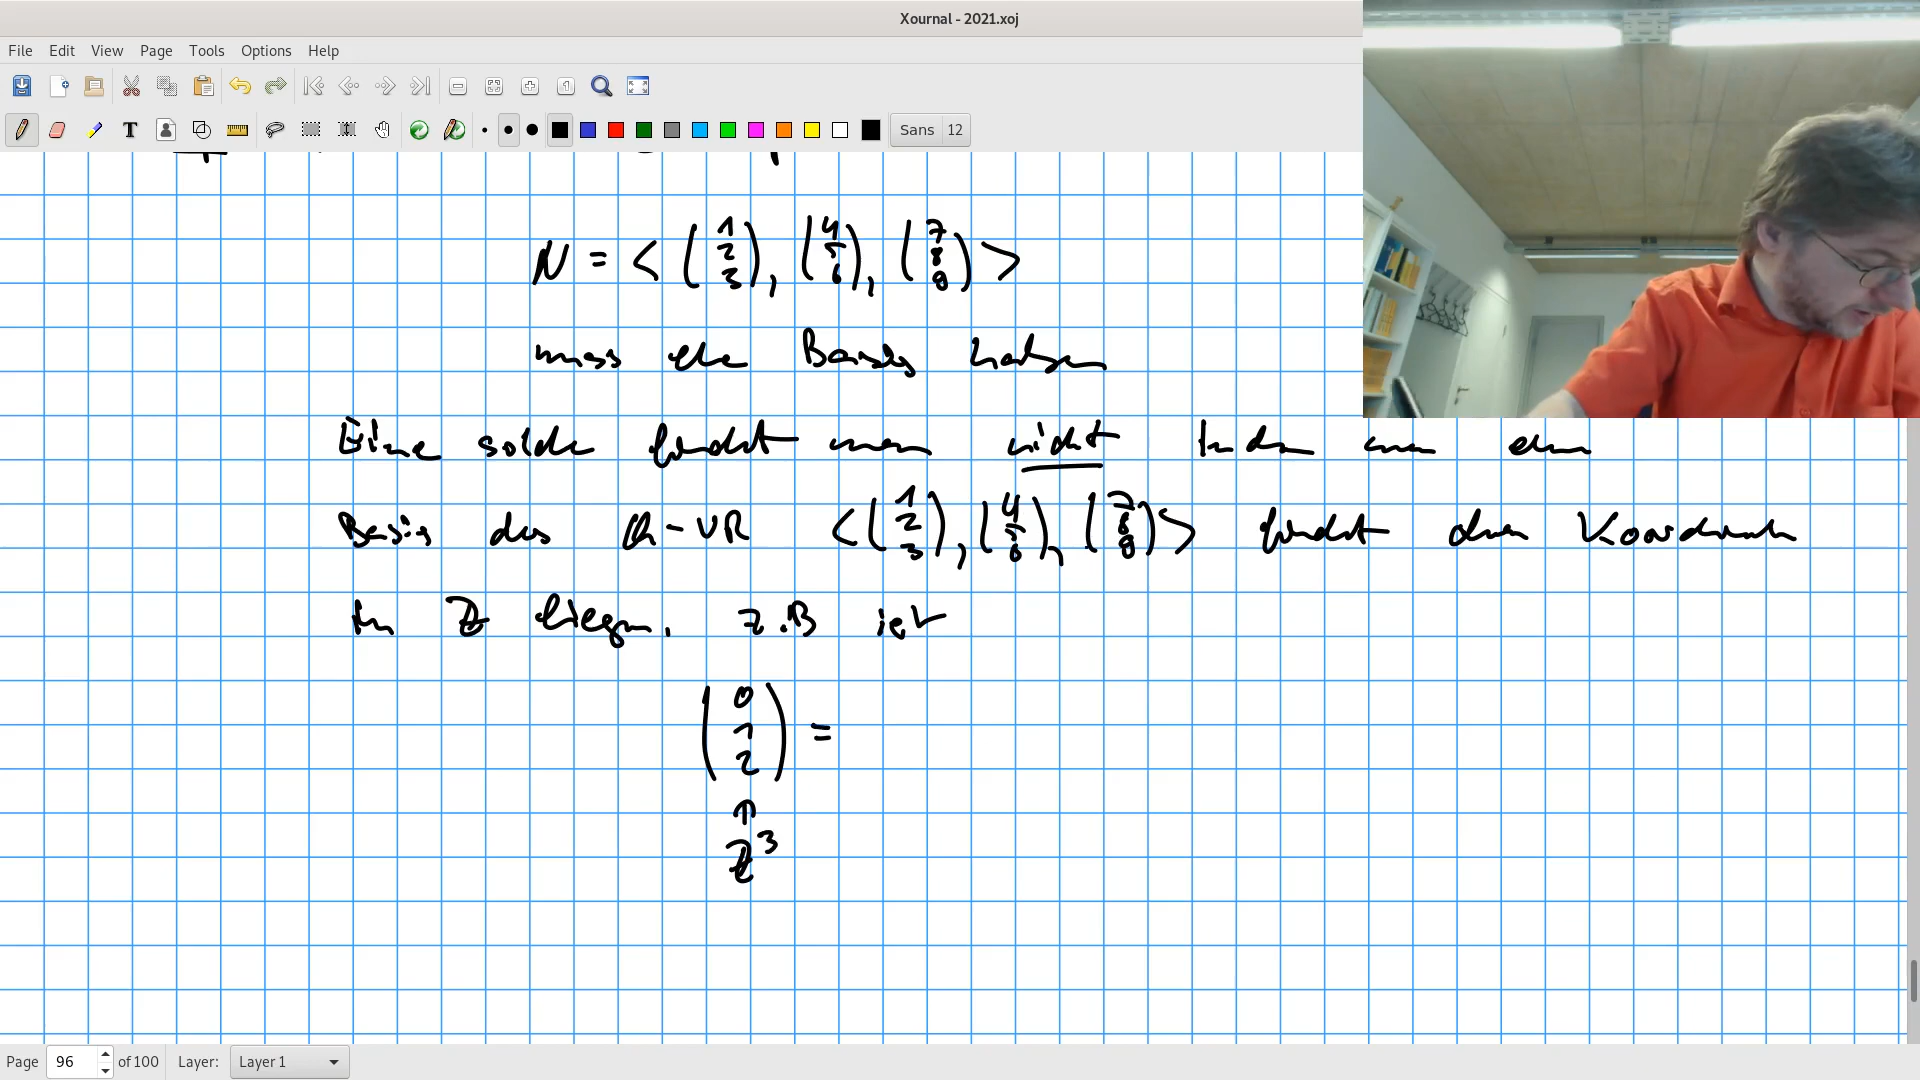 Xournal - 2021.xoj
File Edit View Page Tools Options Help
Sans 12
N = < (1 2 3), (4 5 6), (7 8 9) >
muss eine Basis haben
Eine solche findet man nicht indem man eine
Basis des Q-VR < (1 2 3), (4 5 6), (7 8 9) > findet deren Koordinaten
in Z liegen. z.B ist
(0 1 2) =
∈
Z³
Page 96 of 100 Layer: Layer 1